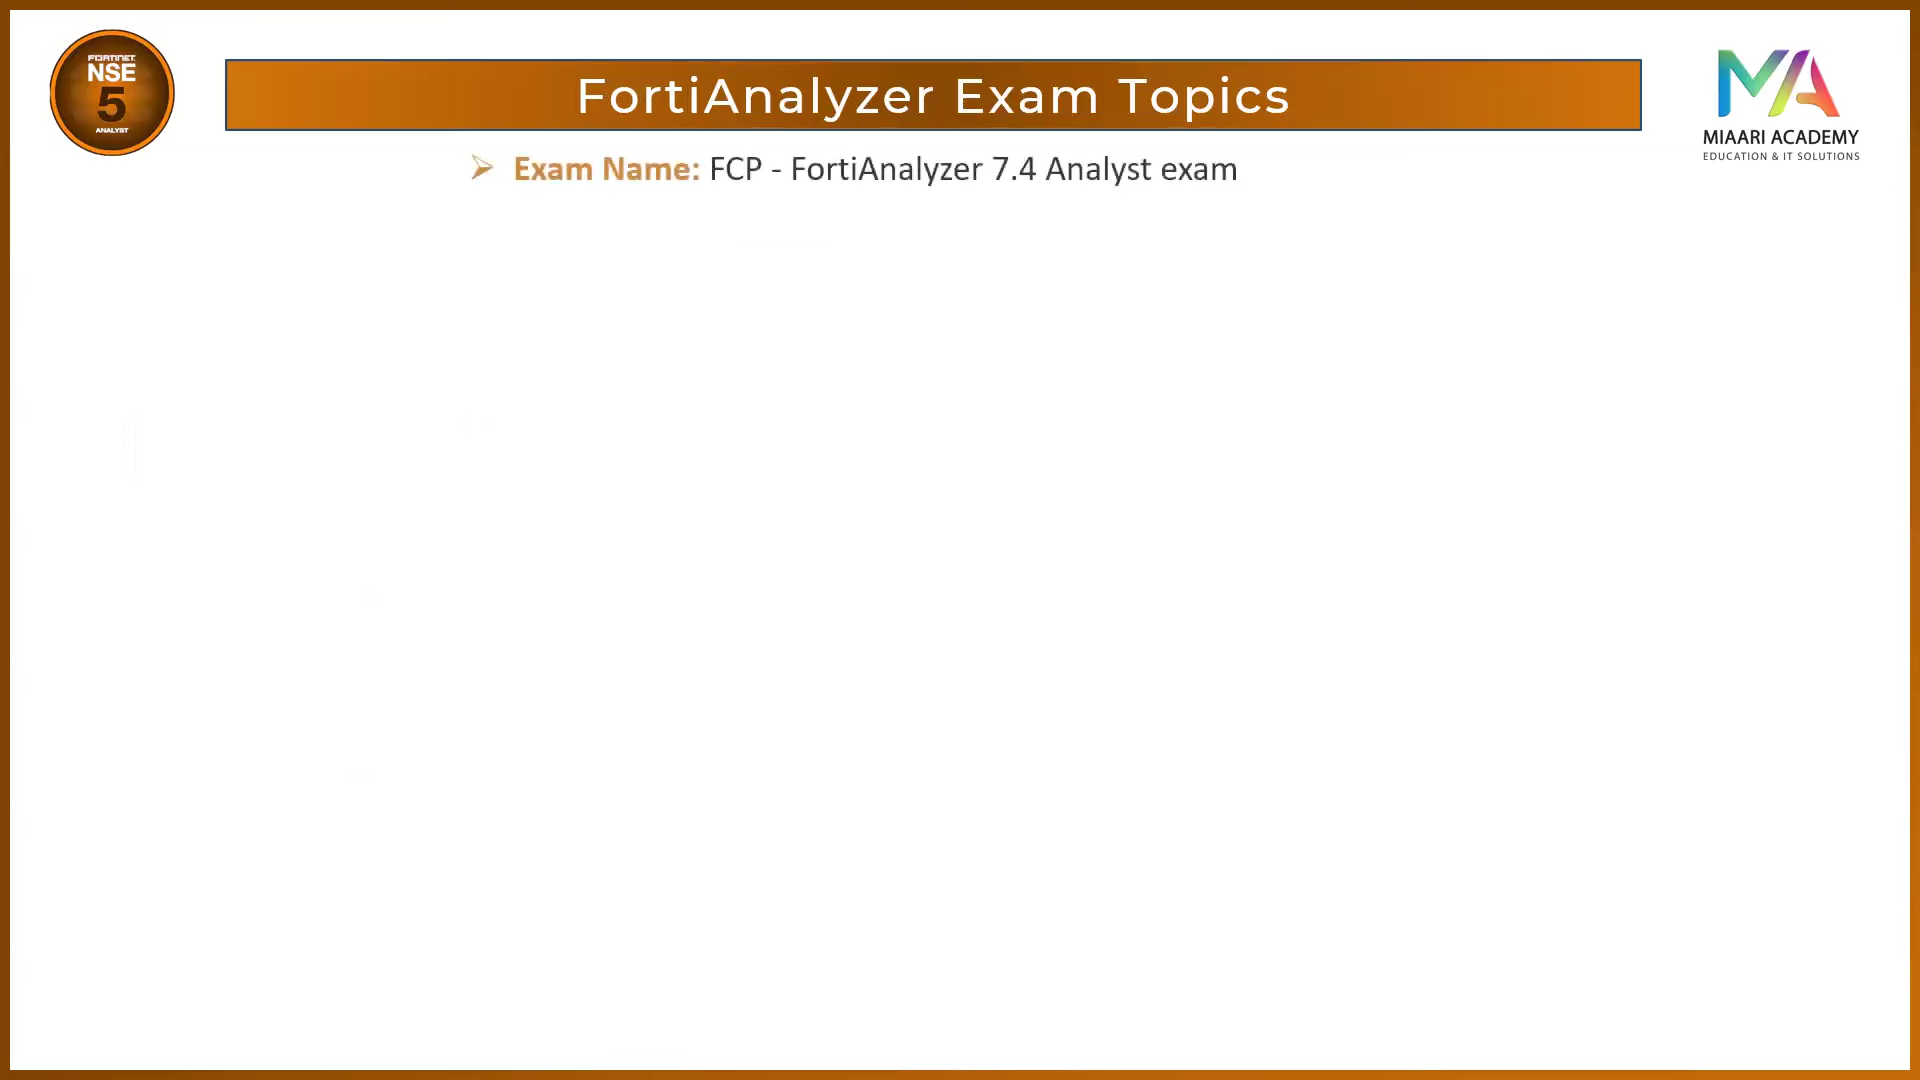 FORTINET
NSE
5
ANALYST
FortiAnalyzer Exam Topics
MIAARI ACADEMY
EDUCATION & IT SOLUTIONS
Exam Name: FCP - FortiAnalyzer 7.4 Analyst exam